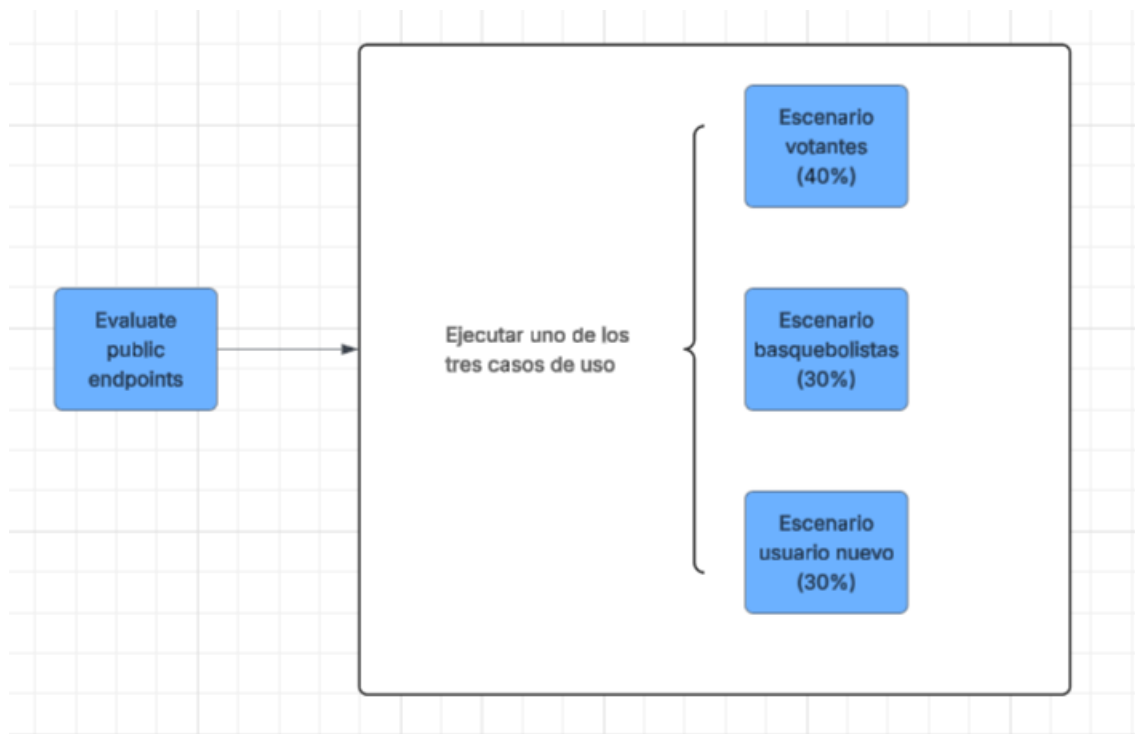 Escenario
votantes
(40%)
Evaluate
public
endpoints
Ejecutar uno de los
tres casos de uso
Escenario
basquebolistas
(30%)
Escenario
usuario nuevo
(30%)